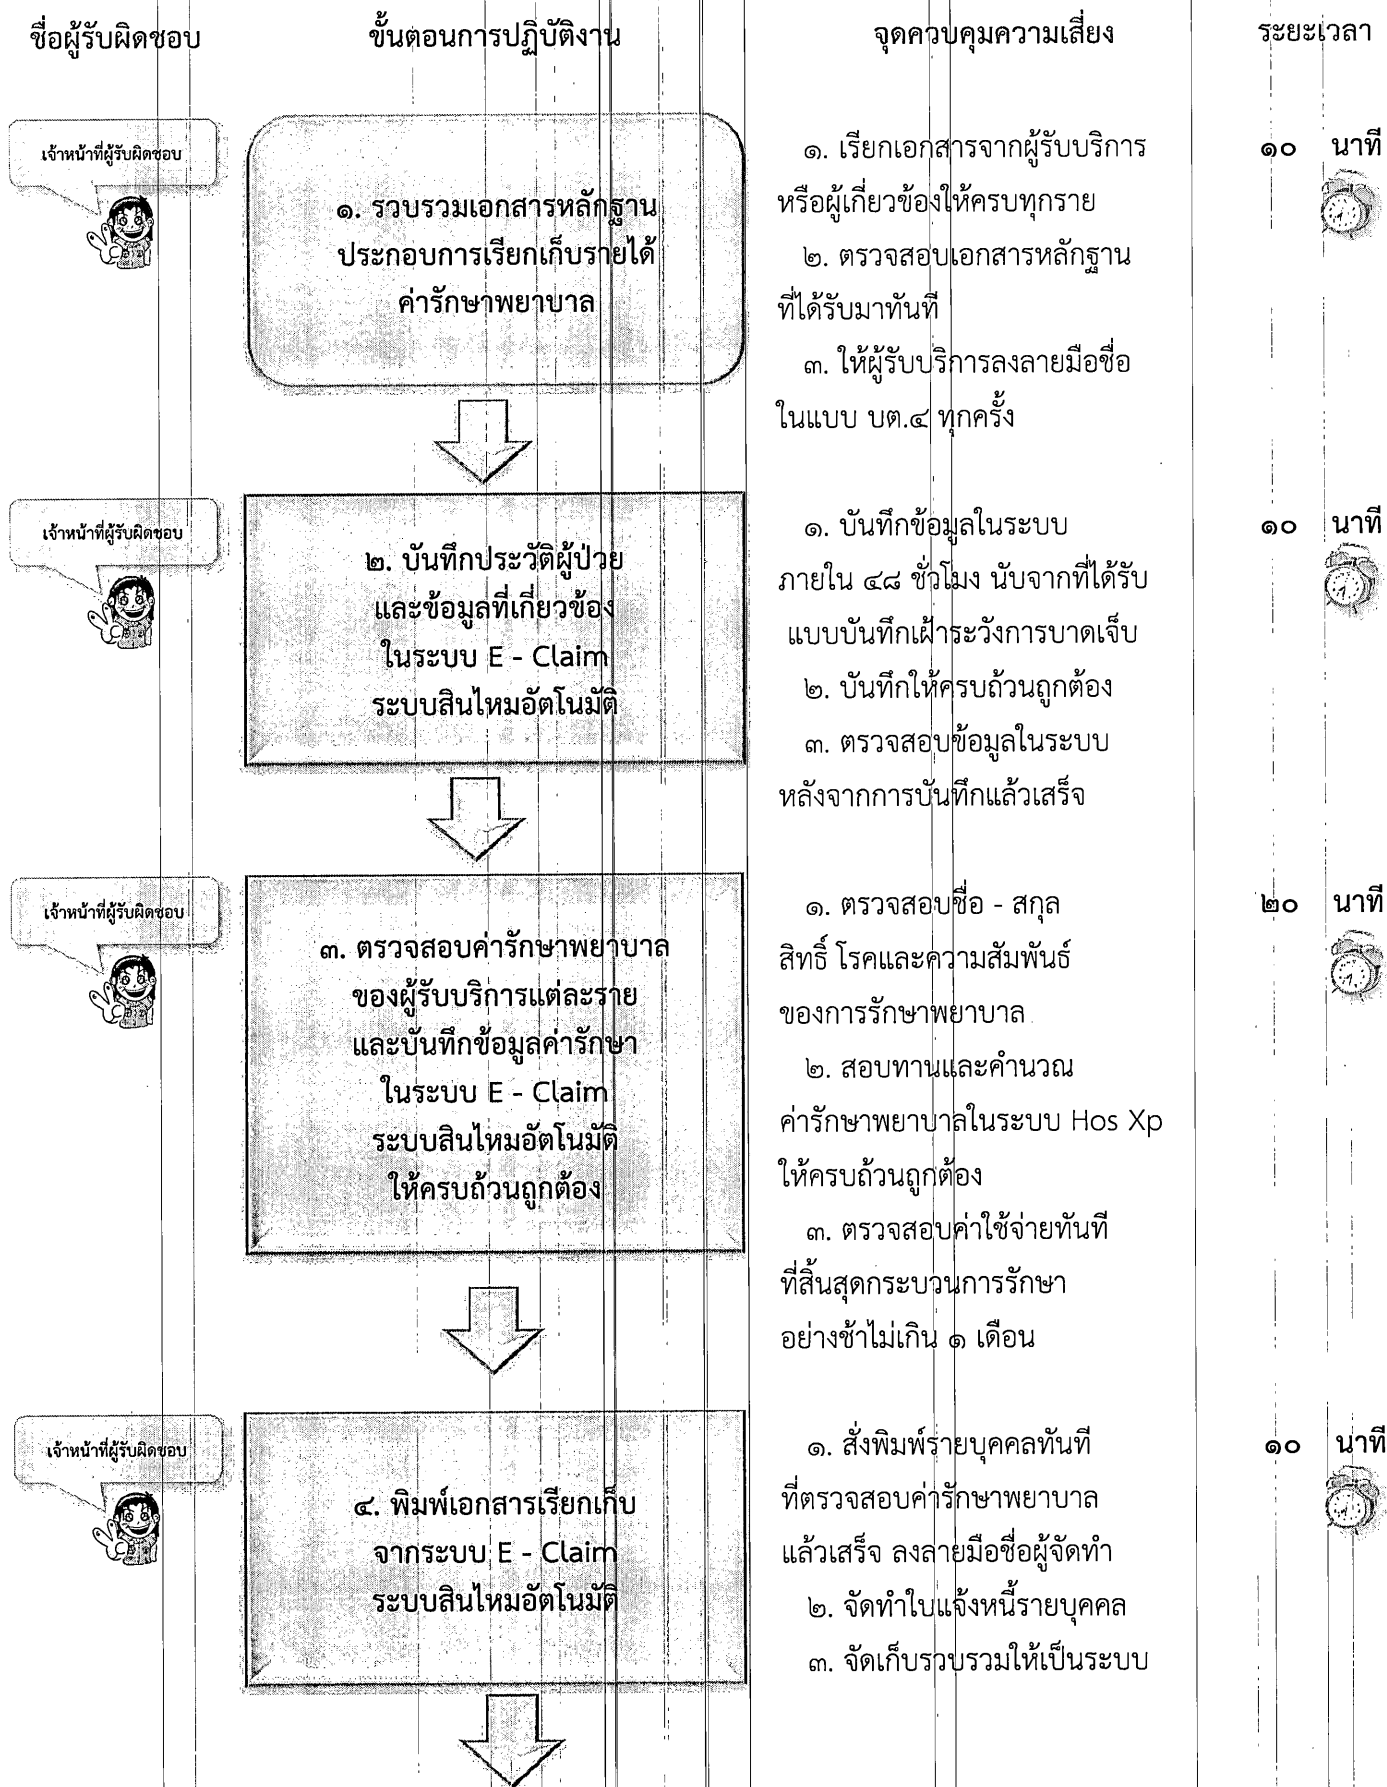 ชื่อผู้รับผิดชอบ ขั้นตอนการปฏิบัติงาน จุดควบคุมความเสี่ยง ระยะเวลา
เจ้าหน้าที่ผู้รับผิดชอบ
๑. รวบรวมเอกสารหลักฐาน
ประกอบการเรียกเก็บรายได้
ค่ารักษาพยาบาล
๑. เรียกเอกสารจากผู้รับบริการ
หรือผู้เกี่ยวข้องให้ครบทุกราย
๒. ตรวจสอบเอกสารหลักฐาน
ที่ได้รับมาทันที
๓. ให้ผู้รับบริการลงลายมือชื่อ
ในแบบ บต.๔ ทุกครั้ง
๑๐ นาที
เจ้าหน้าที่ผู้รับผิดชอบ
๒. บันทึกประวัติผู้ป่วย
และข้อมูลที่เกี่ยวข้อง
ในระบบ E - Claim
ระบบสินไหมอัตโนมัติ
๑. บันทึกข้อมูลในระบบ
ภายใน ๔๘ ชั่วโมง นับจากที่ได้รับ
แบบบันทึกเฝ้าระวังการบาดเจ็บ
๒. บันทึกให้ครบถ้วนถูกต้อง
๓. ตรวจสอบข้อมูลในระบบ
หลังจากการบันทึกแล้วเสร็จ
๑๐ นาที
เจ้าหน้าที่ผู้รับผิดชอบ
๓. ตรวจสอบค่ารักษาพยาบาล
ของผู้รับบริการแต่ละราย
และบันทึกข้อมูลค่ารักษา
ในระบบ E - Claim
ระบบสินไหมอัตโนมัติ
ให้ครบถ้วนถูกต้อง
๑. ตรวจสอบชื่อ - สกุล
สิทธิ์ โรคและความสัมพันธ์
ของการรักษาพยาบาล
๒. สอบทานและคำนวณ
ค่ารักษาพยาบาลในระบบ Hos Xp
ให้ครบถ้วนถูกต้อง
๓. ตรวจสอบค่าใช้จ่ายทันที
ที่สิ้นสุดกระบวนการรักษา
อย่างช้าไม่เกิน ๑ เดือน
๒๐ นาที
เจ้าหน้าที่ผู้รับผิดชอบ
๔. พิมพ์เอกสารเรียกเก็บ
จากระบบ E - Claim
ระบบสินไหมอัตโนมัติ
๑. สั่งพิมพ์รายบุคคลทันที
ที่ตรวจสอบค่ารักษาพยาบาล
แล้วเสร็จ ลงลายมือชื่อผู้จัดทำ
๒. จัดทำใบแจ้งหนี้รายบุคคล
๓. จัดเก็บรวบรวมให้เป็นระบบ
๑๐ นาที